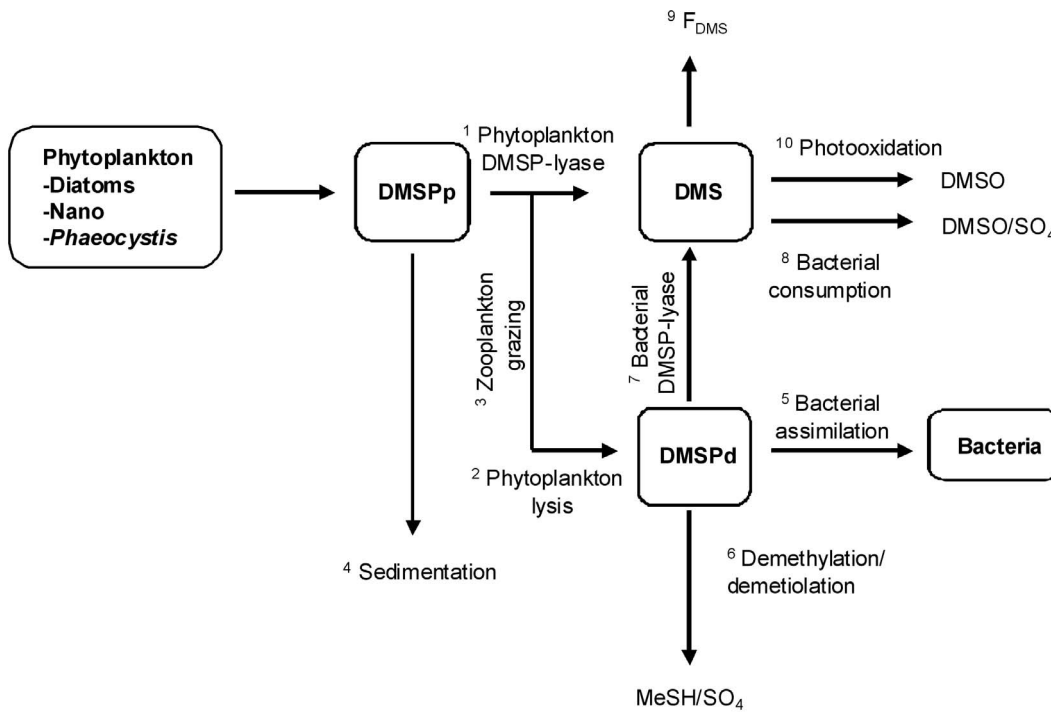 ⁹ F_DMS
Phytoplankton
-Diatoms
-Nano
-Phaeocystis
DMSPp
¹ Phytoplankton
DMSP-lyase
DMS
¹⁰ Photooxidation
DMSO
DMSO/SO₄
⁸ Bacterial
consumption
³ Zooplankton
grazing
⁷ Bacterial
DMSP-lyase
² Phytoplankton
lysis
DMSPd
⁵ Bacterial
assimilation
Bacteria
⁴ Sedimentation
⁶ Demethylation/
demetiolation
MeSH/SO₄